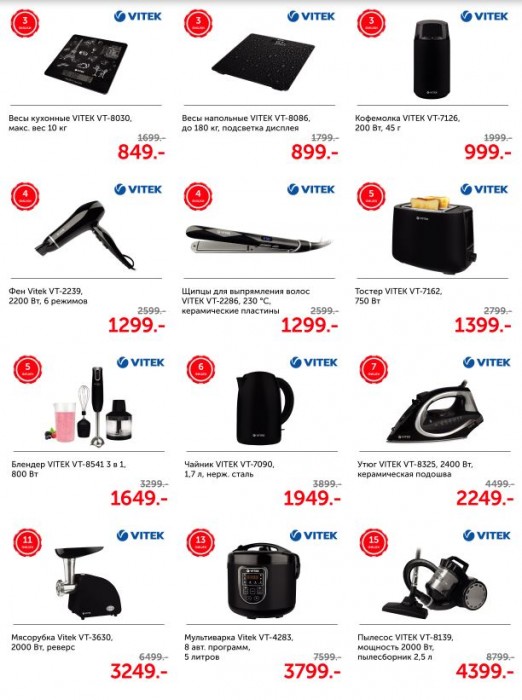 3
VITEK
Весы кухонные VITEK VT-8030,
макс. вес 10 кг
1699.-
849.-
3
VITEK
Весы напольные VITEK VT-8086,
до 180 кг, подсветка дисплея
1799.-
899.-
3
VITEK
VITEK
Кофемолка VITEK VT-7126,
200 Вт, 45 г
1999.-
999.-
4
VITEK
Фен Vitek VT-2239,
2200 Вт, 6 режимов
2599.-
1299.-
4
VITEK
Щипцы для выпрямления волос
VITEK VT-2286, 230 °C,
керамические пластины
2599.-
1299.-
5
VITEK
VITEK
Тостер VITEK VT-7162,
750 Вт
2799.-
1399.-
5
VITEK
Блендер VITEK VT-8541 3 в 1,
800 Вт
3299.-
1649.-
6
VITEK
Чайник VITEK VT-7090,
1,7 л, нерж. сталь
3899.-
1949.-
7
VITEK
Утюг VITEK VT-8325, 2400 Вт,
керамическая подошва
4499.-
2249.-
11
VITEK
Мясорубка Vitek VT-3630,
2000 Вт, реверс
6499.-
3249.-
13
VITEK
Мультиварка Vitek VT-4283,
8 авт. программ,
5 литров
7599.-
3799.-
15
VITEK
Пылесос VITEK VT-8139,
мощность 2000 Вт,
пылесборник 2,5 л
8799.-
4399.-